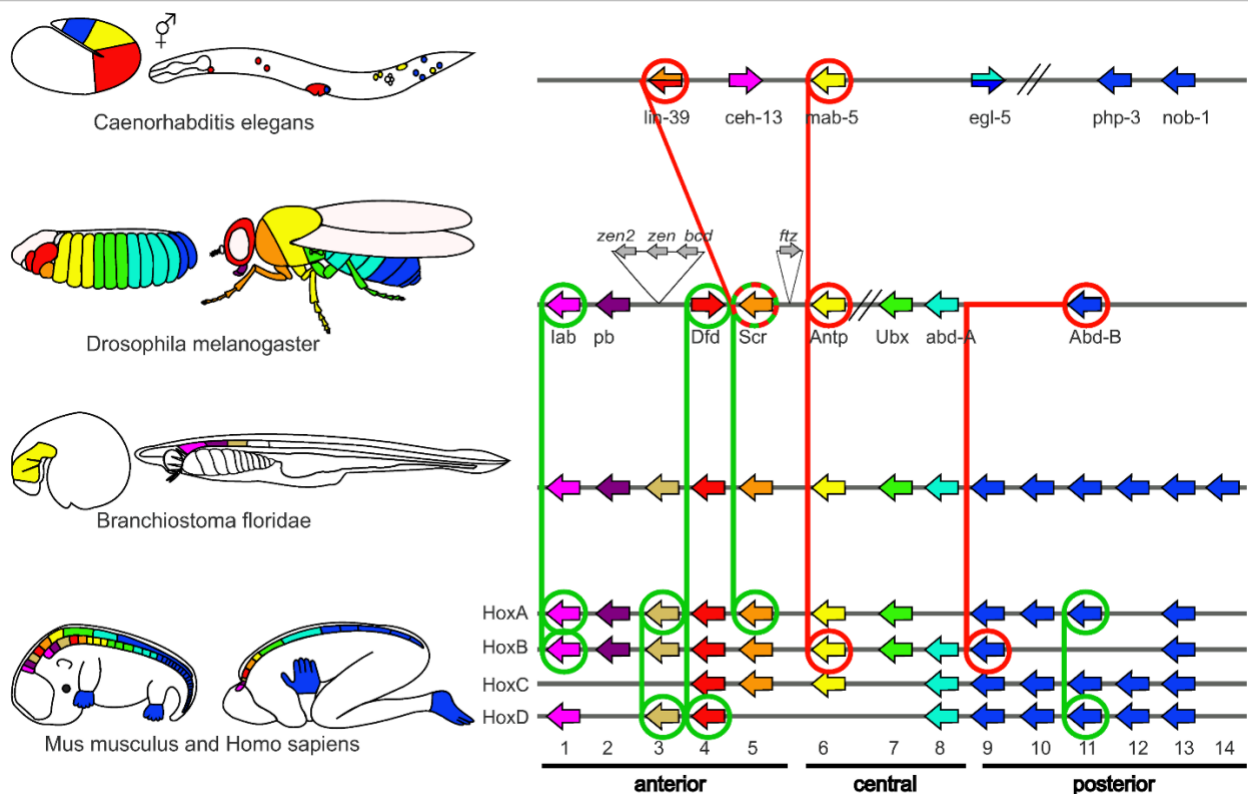 ⚥
Caenorhabditis elegans
lin-39 ceh-13 mab-5 egl-5 php-3 nob-1
zen2 zen bcd ftz
Drosophila melanogaster
lab pb Dfd Scr Antp Ubx abd-A Abd-B
Branchiostoma floridae
HoxA
HoxB
HoxC
HoxD
Mus musculus and Homo sapiens
1 2 3 4 5 6 7 8 9 10 11 12 13 14
anterior central posterior